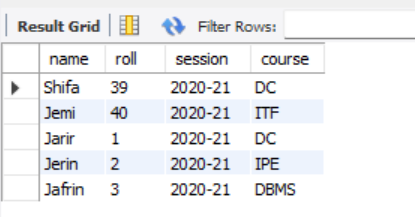 Result Grid Filter Rows:
name roll session course
Shifa 39 2020-21 DC
Jemi 40 2020-21 ITF
Jarir 1 2020-21 DC
Jerin 2 2020-21 IPE
Jafrin 3 2020-21 DBMS